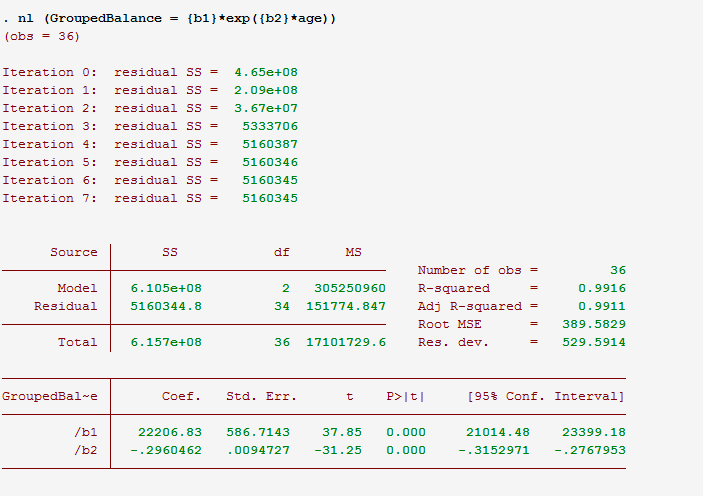 . nl (GroupedBalance = {b1}*exp({b2}*age))
(obs = 36)
Iteration 0:  residual SS =  4.65e+08
Iteration 1:  residual SS =  2.09e+08
Iteration 2:  residual SS =  3.67e+07
Iteration 3:  residual SS =   5333706
Iteration 4:  residual SS =   5160387
Iteration 5:  residual SS =   5160346
Iteration 6:  residual SS =   5160345
Iteration 7:  residual SS =   5160345
Source SS df MS
Number of obs = 36
Model 6.105e+08 2 305250960 R-squared = 0.9916
Residual 5160344.8 34 151774.847 Adj R-squared = 0.9911
Root MSE = 389.5829
Total 6.157e+08 36 17101729.6 Res. dev. = 529.5914
GroupedBal~e Coef. Std. Err. t P>|t| [95% Conf. Interval]
/b1 22206.83 586.7143 37.85 0.000 21014.48 23399.18
/b2 -.2960462 .0094727 -31.25 0.000 -.3152971 -.2767953